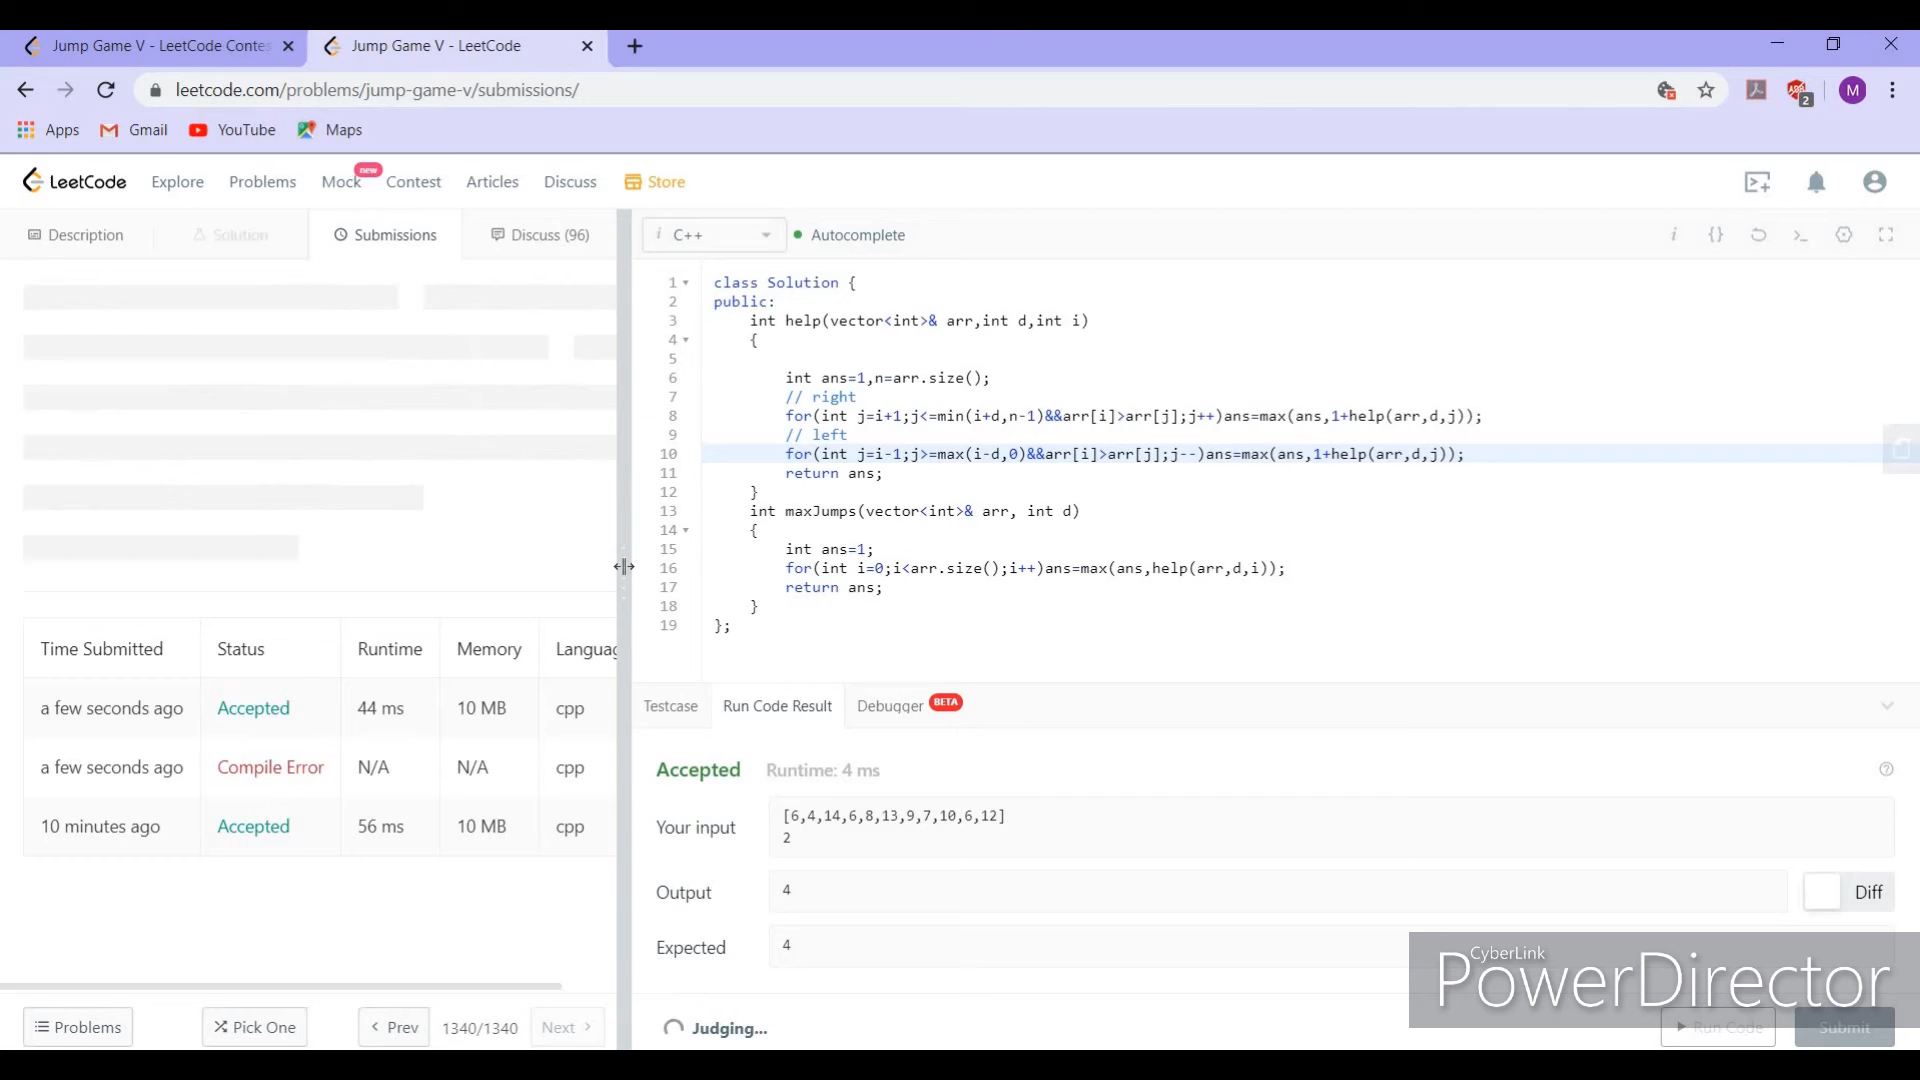 Jump Game V - LeetCode Contes
Jump Game V - LeetCode
leetcode.com/problems/jump-game-v/submissions/
2
M
Apps
Gmail
YouTube
Maps
LeetCode
Explore
Problems
Mock
new
Contest
Articles
Discuss
Store
Description
Solution
Submissions
Discuss (96)
i C++
Autocomplete
1 class Solution {
2 public:
3 int help(vector<int>& arr,int d,int i)
4 {
5
6 int ans=1,n=arr.size();
7 // right
8 for(int j=i+1;j<=min(i+d,n-1)&&arr[i]>arr[j];j++)ans=max(ans,1+help(arr,d,j));
9 // left
10 for(int j=i-1;j>=max(i-d,0)&&arr[i]>arr[j];j--)ans=max(ans,1+help(arr,d,j));
11 return ans;
12 }
13 int maxJumps(vector<int>& arr, int d)
14 {
15 int ans=1;
16 for(int i=0;i<arr.size();i++)ans=max(ans,help(arr,d,i));
17 return ans;
18 }
19 };
Time Submitted Status Runtime Memory Languag
a few seconds ago Accepted 44 ms 10 MB cpp
a few seconds ago Compile Error N/A N/A cpp
10 minutes ago Accepted 56 ms 10 MB cpp
Testcase
Run Code Result
Debugger
BETA
Accepted Runtime: 4 ms
Your input
[6,4,14,6,8,13,9,7,10,6,12]
2
Output
4
Diff
Expected
4
CyberLink
PowerDirector
Problems
Pick One
Prev
1340/1340
Next
Judging...
Run Code
Submit